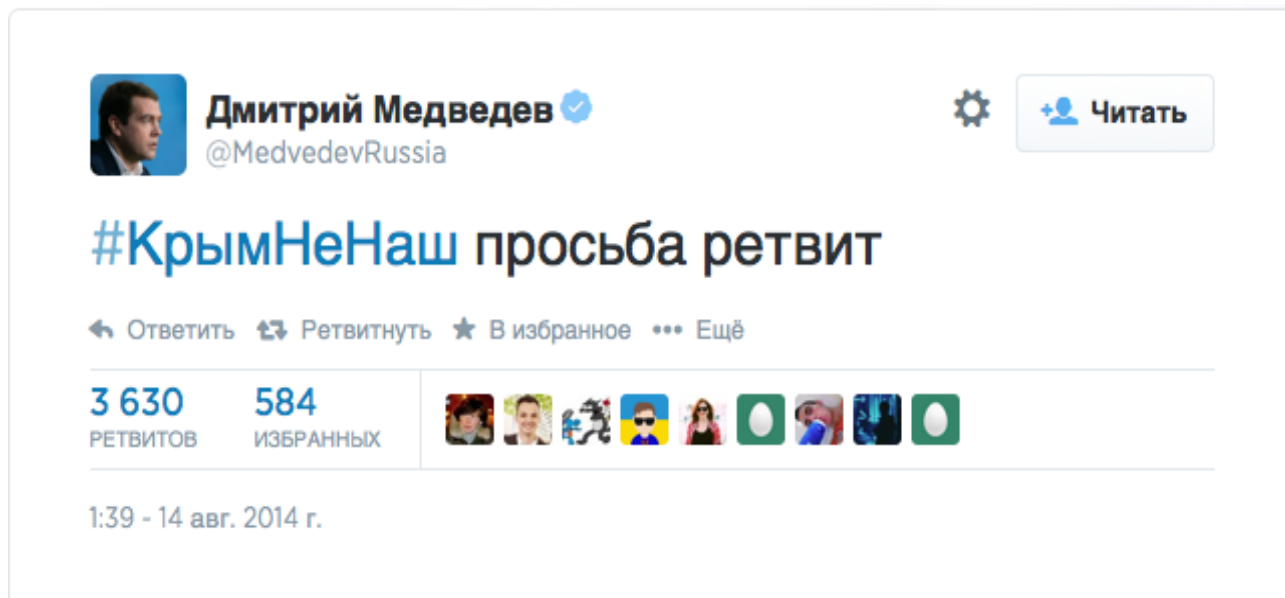 Дмитрий Медведев
Читать
@MedvedevRussia
#КрымНеНаш просьба ретвит
Ответить Ретвитнуть В избранное Ещё
3 630 584
РЕТВИТОВ ИЗБРАННЫХ
1:39 - 14 авг. 2014 г.